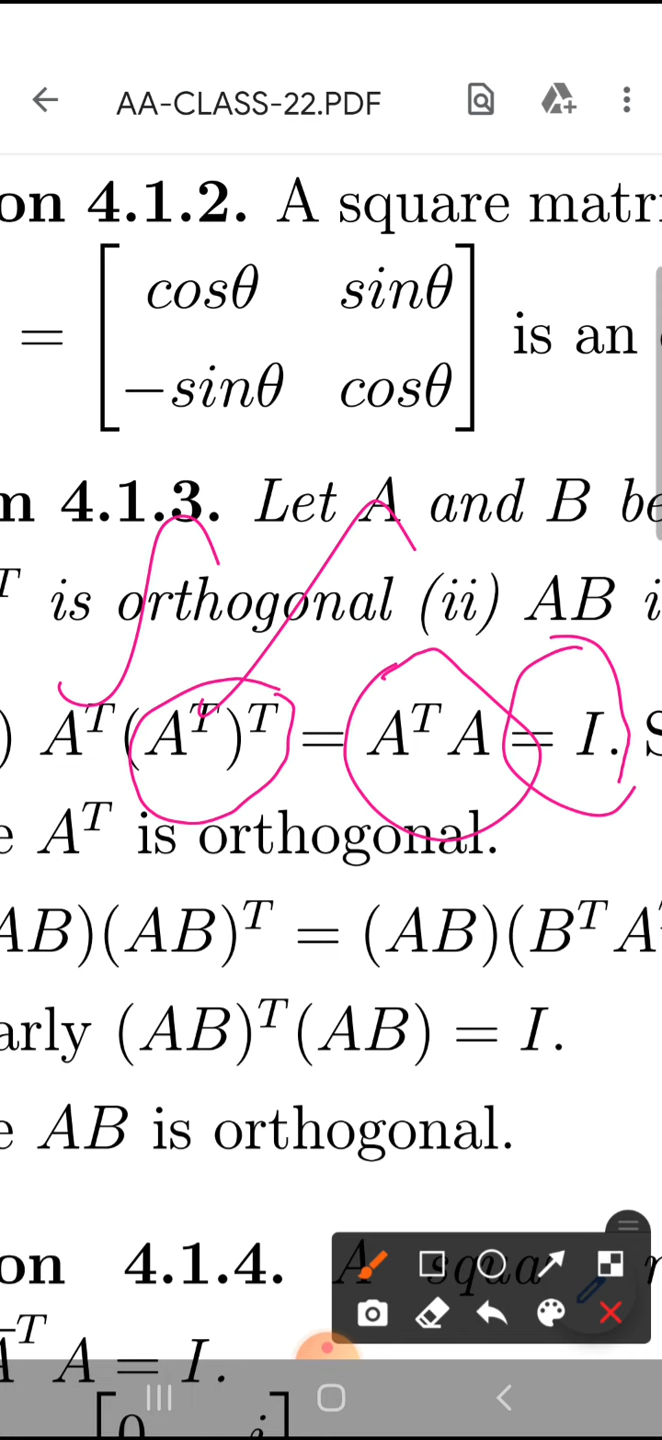 AA-CLASS-22.PDF
on 4.1.2. A square matr
= [ cosθ sinθ
-sinθ cosθ ] is an
m 4.1.3. Let A and B be
T is orthogonal (ii) AB i
) A^T(A^T)^T = A^T A = I. S
e A^T is orthogonal.
AB)(AB)^T = (AB)(B^T A^T
arly (AB)^T(AB) = I.
e AB is orthogonal.
on 4.1.4. A squa
A^T A = I.
[0 i]